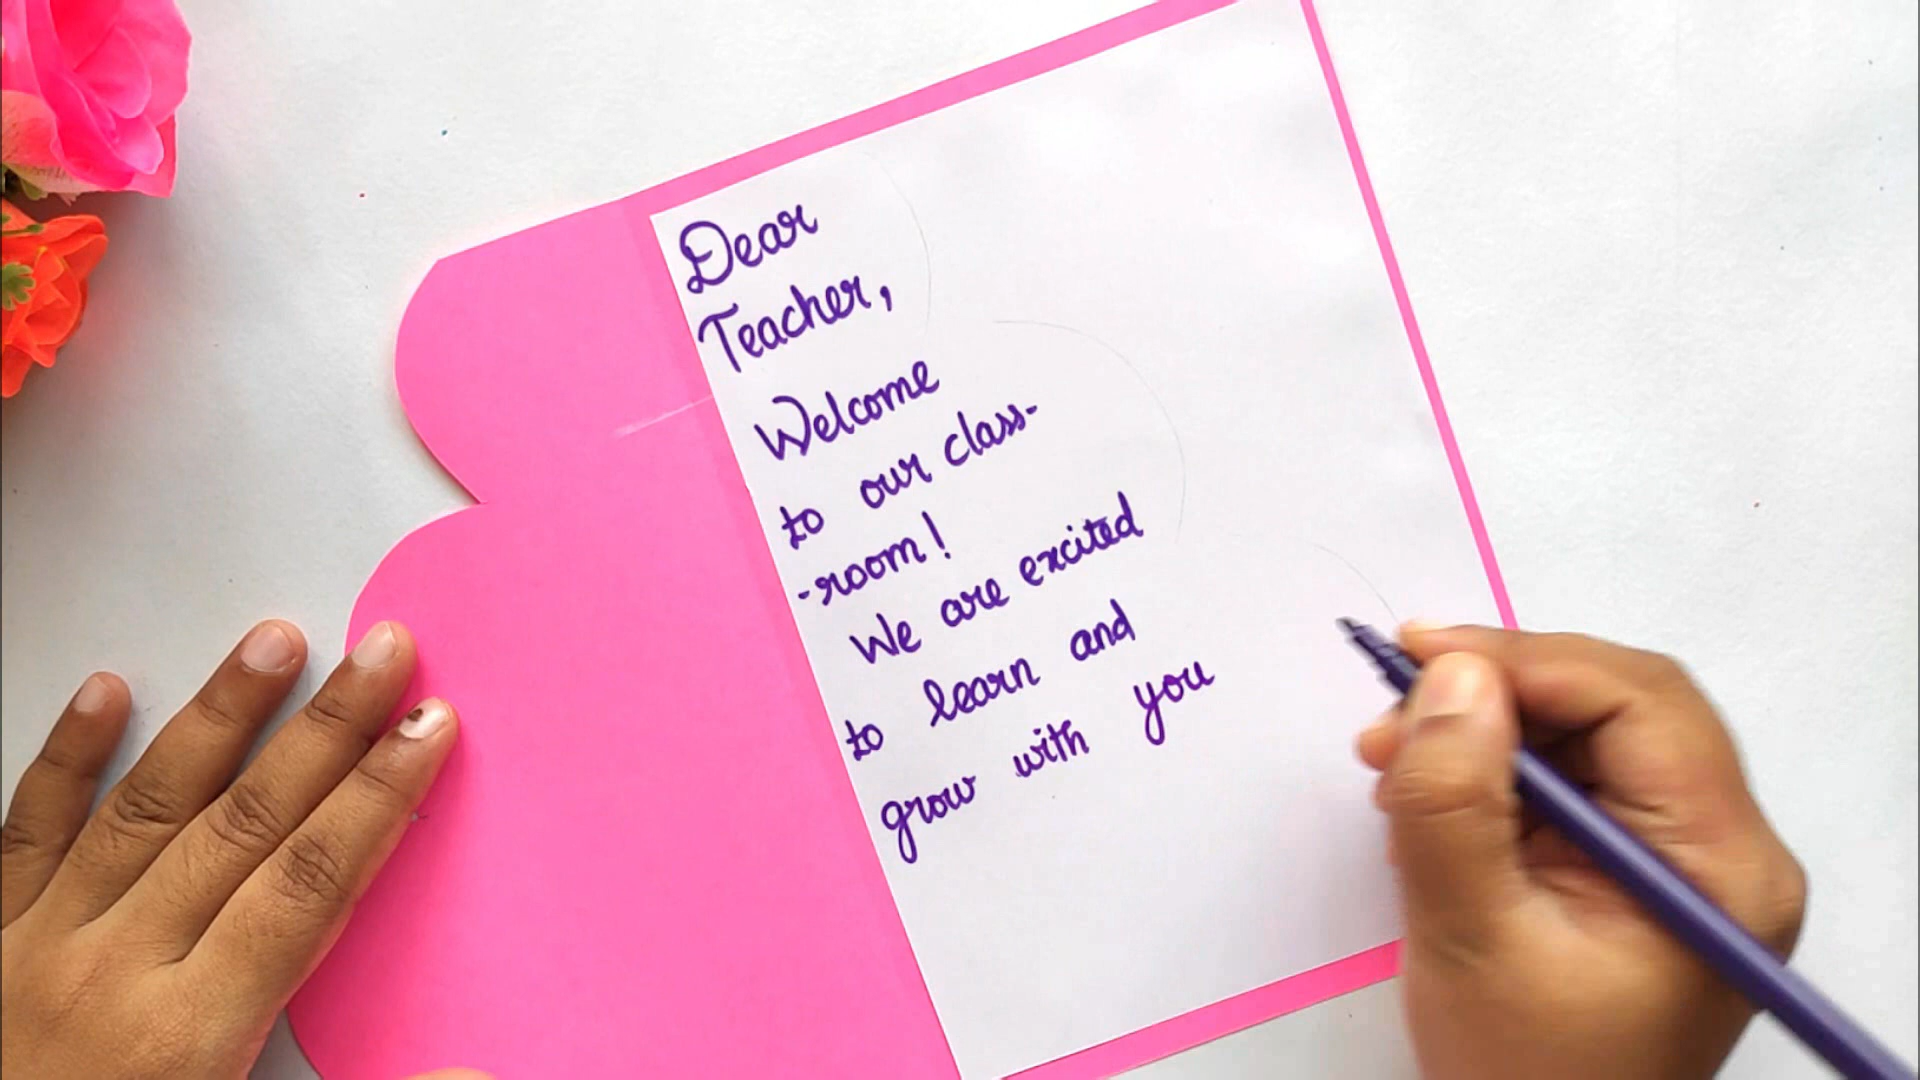 Dear
Teacher,
Welcome
to our class-
-room!
We are excited
to learn and
grow with you